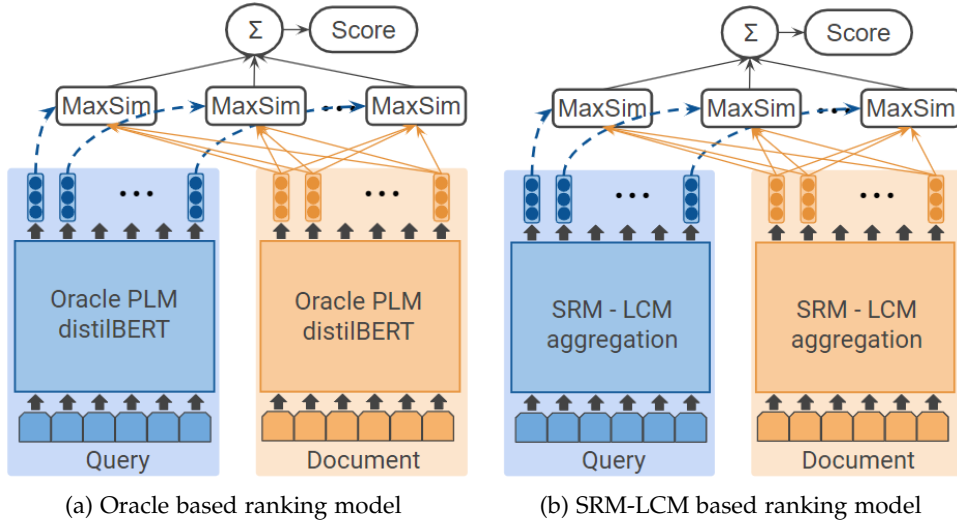 Σ
Score
MaxSim
MaxSim
...
MaxSim
...
...
Oracle PLM
distilBERT
Oracle PLM
distilBERT
Query
Document
(a) Oracle based ranking model
Σ
Score
MaxSim
MaxSim
...
MaxSim
...
...
SRM - LCM
aggregation
SRM - LCM
aggregation
Query
Document
(b) SRM-LCM based ranking model